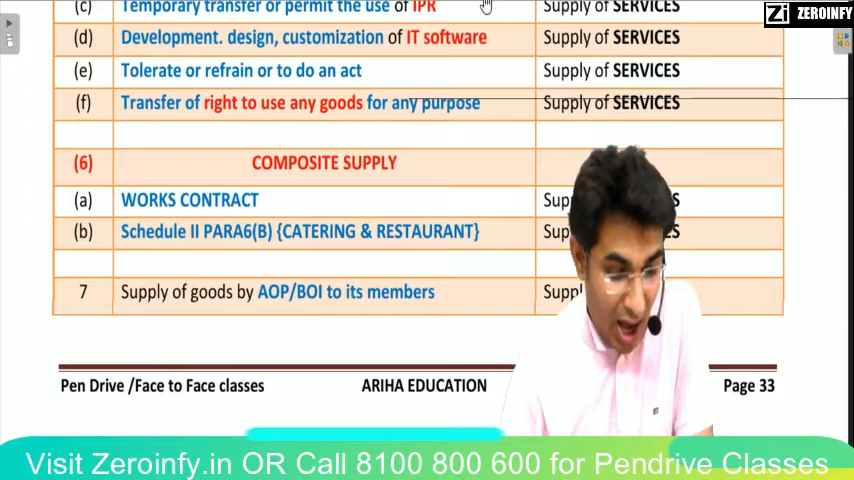 (c) Temporary transfer or permit the use of IPR Supply of SERVICES
Zi ZEROINFY
(d) Development. design, customization of IT software Supply of SERVICES
(e) Tolerate or refrain or to do an act Supply of SERVICES
(f) Transfer of right to use any goods for any purpose Supply of SERVICES
(6) COMPOSITE SUPPLY
(a) WORKS CONTRACT
(b) Schedule II PARA6(B) {CATERING & RESTAURANT}
7 Supply of goods by AOP/BOI to its members
Pen Drive /Face to Face classes ARIHA EDUCATION Page 33
Visit Zeroinfy.in OR Call 8100 800 600 for Pendrive Classes